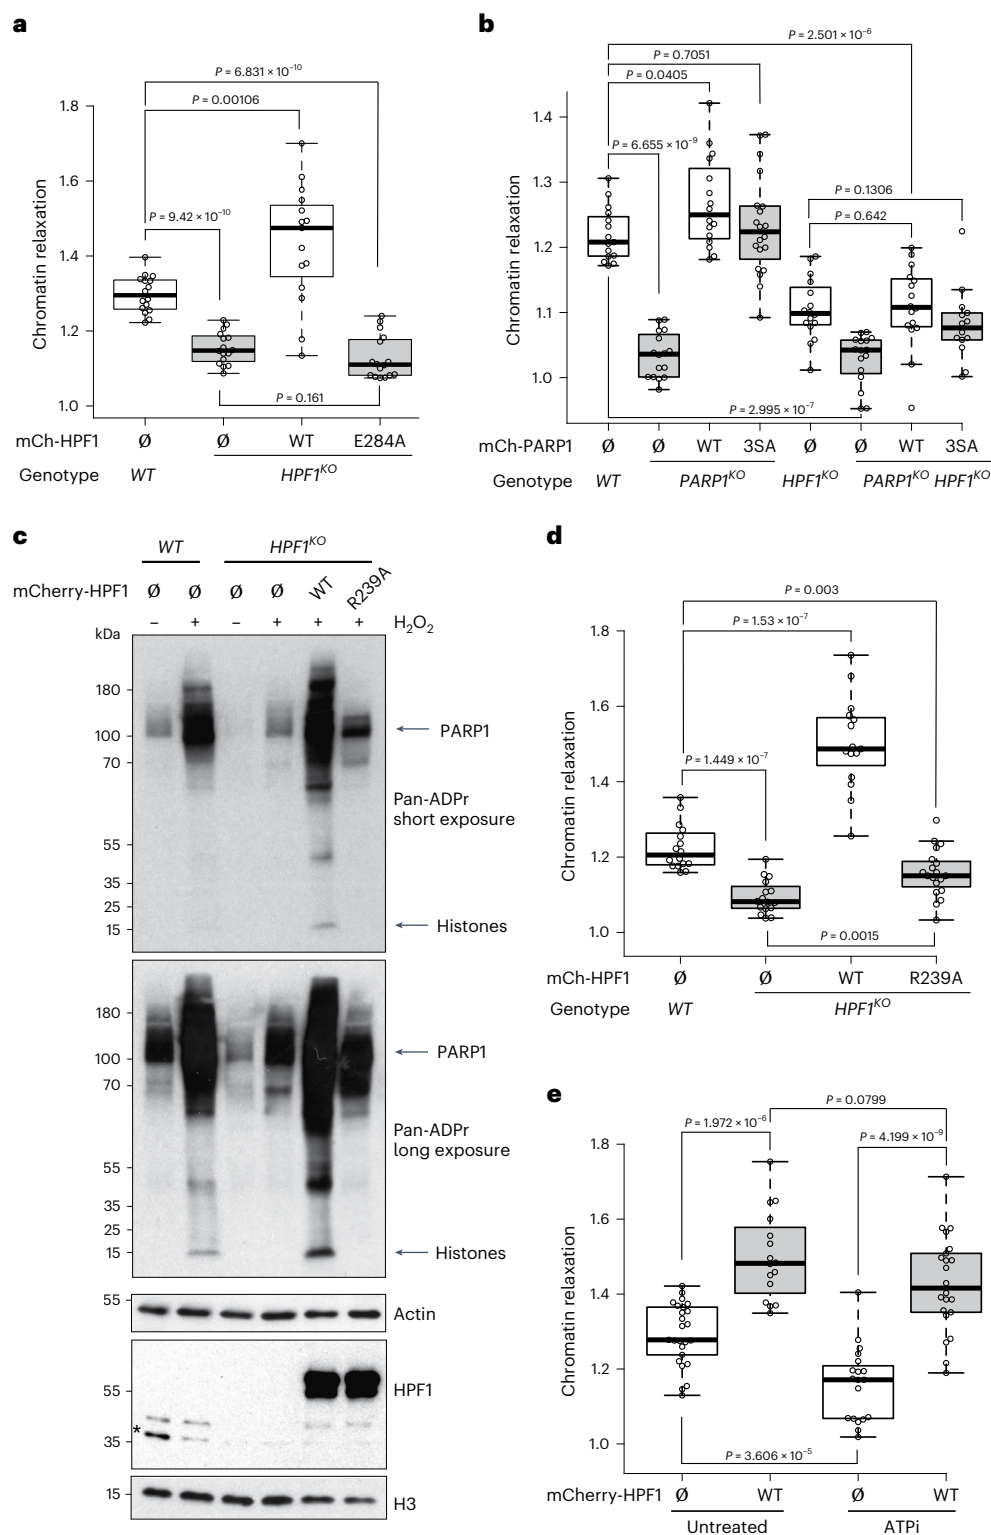 a
P = 6.831 × 10⁻¹⁰
P = 0.00106
P = 9.42 × 10⁻¹⁰
P = 0.161
Chromatin relaxation
1.8
1.6
1.4
1.2
1.0
mCh-HPF1 Ø Ø WT E284A
Genotype WT HPF1ᴷᴼ
b
P = 2.501 × 10⁻⁶
P = 0.7051
P = 0.0405
P = 6.655 × 10⁻⁹
P = 0.1306
P = 0.642
P = 2.995 × 10⁻⁷
Chromatin relaxation
1.4
1.3
1.2
1.1
1.0
mCh-PARP1 Ø Ø WT 3SA Ø Ø WT 3SA
Genotype WT PARP1ᴷᴼ HPF1ᴷᴼ PARP1ᴷᴼ HPF1ᴷᴼ
c
WT HPF1ᴷᴼ
mCherry-HPF1 Ø Ø Ø Ø WT R239A
– + – + + + H₂O₂
kDa
180
100
70
55
35
25
15
PARP1
Pan-ADPr
short exposure
Histones
180
100
70
55
35
25
15
PARP1
Pan-ADPr
long exposure
Histones
55
Actin
55
*
35
HPF1
15
H3
d
P = 0.003
P = 1.53 × 10⁻⁷
P = 1.449 × 10⁻⁷
P = 0.0015
Chromatin relaxation
1.8
1.6
1.4
1.2
1.0
mCh-HPF1 Ø Ø WT R239A
Genotype WT HPF1ᴷᴼ
e
P = 0.0799
P = 1.972 × 10⁻⁶
P = 4.199 × 10⁻⁹
P = 3.606 × 10⁻⁵
Chromatin relaxation
1.8
1.6
1.4
1.2
1.0
mCherry-HPF1 Ø WT Ø WT
Untreated ATPi